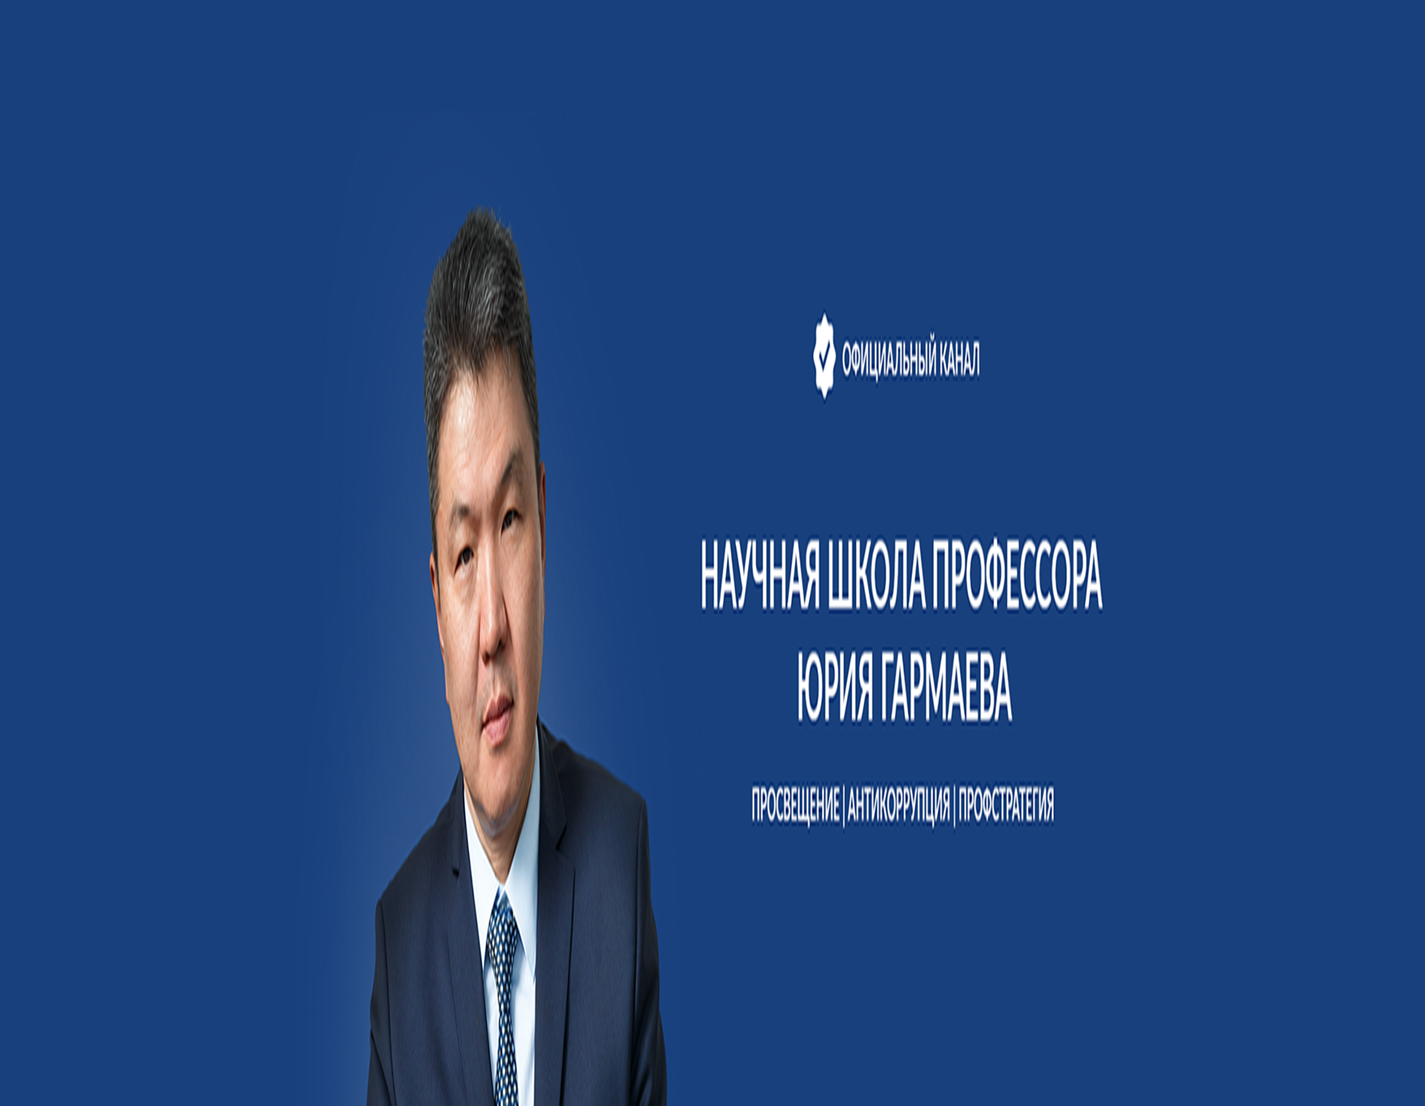 ОФИЦИАЛЬНЫЙ КАНАЛ
НАУЧНАЯ ШКОЛА ПРОФЕССОРА
ЮРИЯ ГАРМАЕВА
ПРОСВЕЩЕНИЕ | АНТИКОРРУПЦИЯ | ПРОФСТРАТЕГИЯ